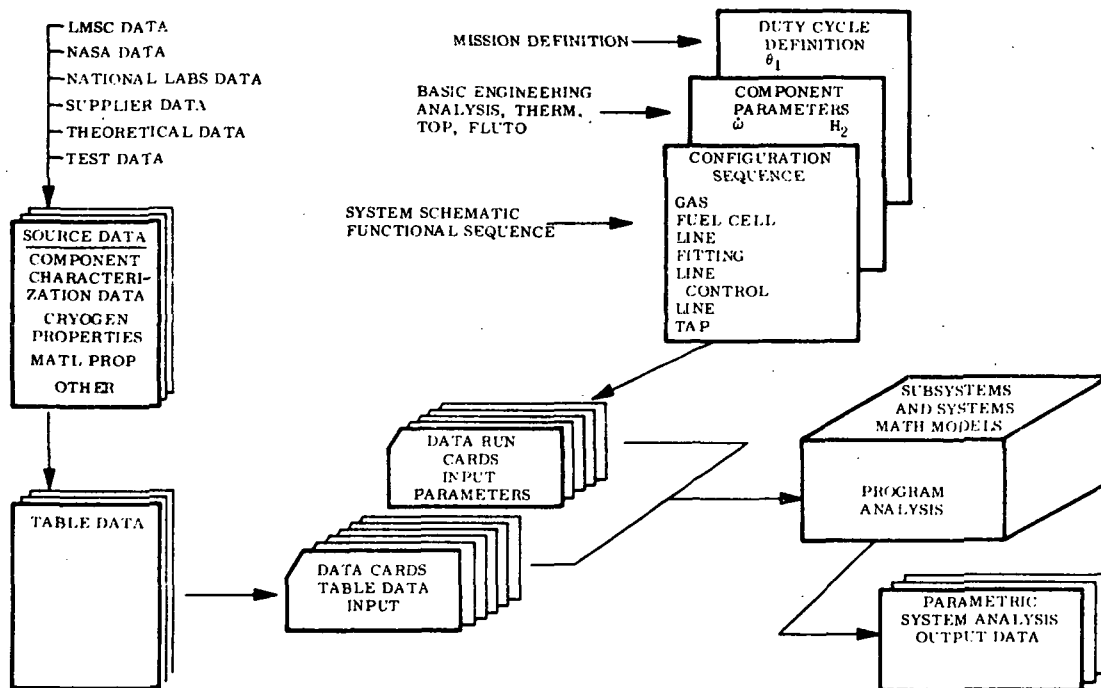 LMSC DATA
NASA DATA
NATIONAL LABS DATA
SUPPLIER DATA
THEORETICAL DATA
TEST DATA
SOURCE DATA
COMPONENT
CHARACTERI-
ZATION DATA
CRYOGEN
PROPERTIES
MATL PROP
OTHER
TABLE DATA
MISSION DEFINITION
DUTY CYCLE
DEFINITION
θ1
BASIC ENGINEERING
ANALYSIS, THERM,
TOP, FLUTO
COMPONENT
PARAMETERS
ω̇ H2
SYSTEM SCHEMATIC
FUNCTIONAL SEQUENCE
CONFIGURATION
SEQUENCE
GAS
FUEL CELL
LINE
FITTING
LINE
CONTROL
LINE
TAP
DATA RUN
CARDS
INPUT
PARAMETERS
DATA CARDS
TABLE DATA
INPUT
SUBSYSTEMS
AND SYSTEMS
MATH MODELS
PROGRAM
ANALYSIS
PARAMETRIC
SYSTEM ANALYSIS
OUTPUT DATA